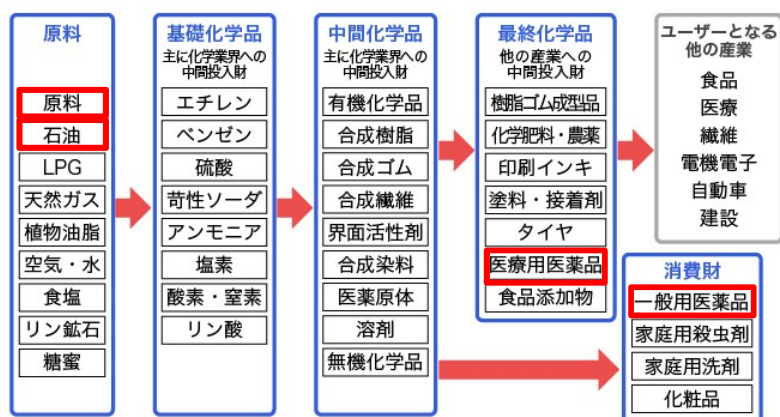 原料
原料
石油
LPG
天然ガス
植物油脂
空気・水
食塩
リン鉱石
糖蜜
基礎化学品
主に化学業界への
中間投入財
エチレン
ベンゼン
硫酸
苛性ソーダ
アンモニア
塩素
酸素・窒素
リン酸
中間化学品
主に化学業界への
中間投入財
有機化学品
合成樹脂
合成ゴム
合成繊維
界面活性剤
合成染料
医薬原体
溶剤
無機化学品
最終化学品
他の産業への
中間投入財
樹脂ゴム成型品
化学肥料・農薬
印刷インキ
塗料・接着剤
タイヤ
医療用医薬品
食品添加物
ユーザーとなる
他の産業
食品
医療
繊維
電機電子
自動車
建設
消費財
一般用医薬品
家庭用殺虫剤
家庭用洗剤
化粧品